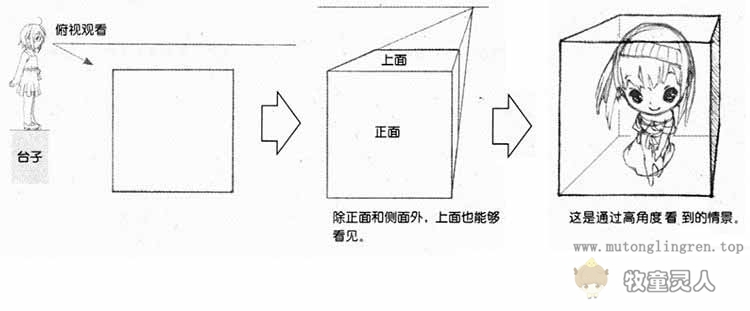 俯视观看
台子
上面
正面
除正面和侧面外，上面也能够
看见。
这是通过高角度看到的情景。
www.mutonglingren.top
牧童灵人